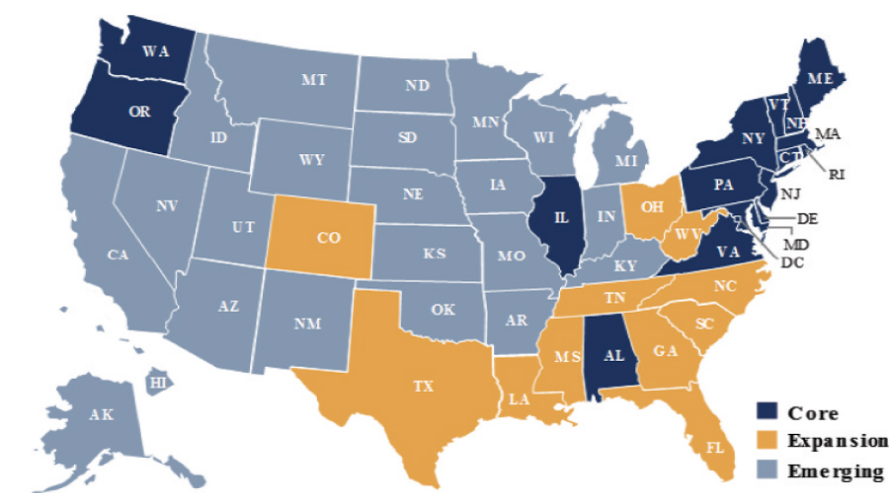 WA
ME
MT
ND
VT
OR
MN
NH
ID
SD
WI
NY
MA
WY
MI
CT
RI
IA
PA
NE
NJ
NV
OH
IL
IN
DE
UT
CO
WV
MD
CA
KS
MO
KY
VA
DC
NC
TN
AZ
OK
NM
AR
SC
MS
AL
GA
TX
LA
HI
AK
FL
Core
Expansion
Emerging